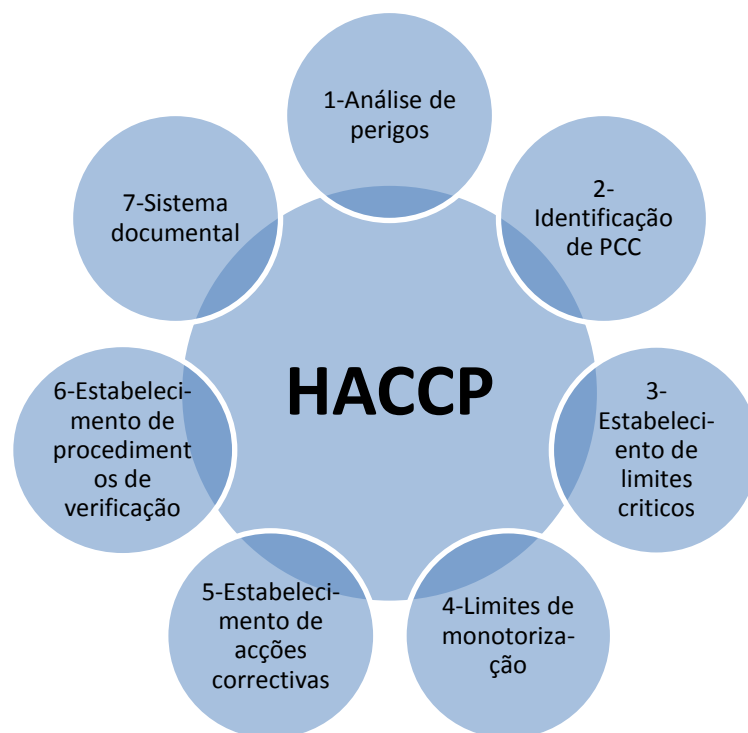 1-Análise de
perigos
2-
Identificação
de PCC
3-
Estabeleci-
ento de
limites
criticos
4-Limites de
monotoriza-
ção
5-Estabeleci-
mento de
acções
correctivas
6-Estabeleci-
mento de
procediment
os de
verificação
7-Sistema
documental
HACCP